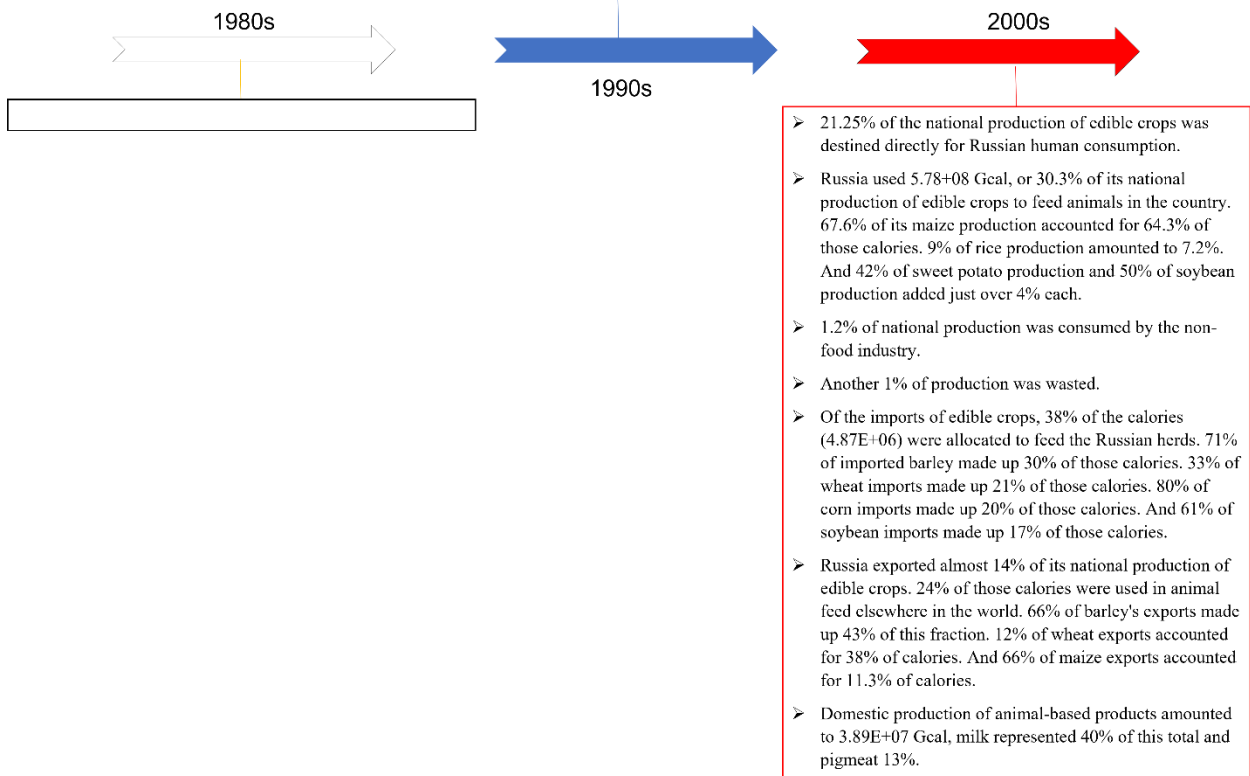 1980s
1990s
2000s
➢ 21.25% of the national production of edible crops was
destined directly for Russian human consumption.
➢ Russia used 5.78+08 Gcal, or 30.3% of its national
production of edible crops to feed animals in the country.
67.6% of its maize production accounted for 64.3% of
those calories. 9% of rice production amounted to 7.2%.
And 42% of sweet potato production and 50% of soybean
production added just over 4% each.
➢ 1.2% of national production was consumed by the non-
food industry.
➢ Another 1% of production was wasted.
➢ Of the imports of edible crops, 38% of the calories
(4.87E+06) were allocated to feed the Russian herds. 71%
of imported barley made up 30% of those calories. 33% of
wheat imports made up 21% of those calories. 80% of
corn imports made up 20% of those calories. And 61% of
soybean imports made up 17% of those calories.
➢ Russia exported almost 14% of its national production of
edible crops. 24% of those calories were used in animal
feed elsewhere in the world. 66% of barley's exports made
up 43% of this fraction. 12% of wheat exports accounted
for 38% of calories. And 66% of maize exports accounted
for 11.3% of calories.
➢ Domestic production of animal-based products amounted
to 3.89E+07 Gcal, milk represented 40% of this total and
pigmeat 13%.